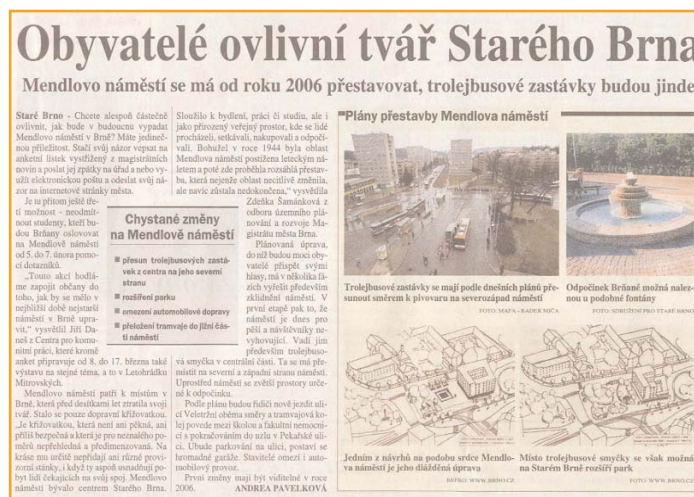 Obyvatelé ovlivní tvář Starého Brna
Mendlovo náměstí se má od roku 2006 přestavovat, trolejbusové zastávky budou jinde
Staré Brno - Chcete alespoň částečně
ovlivnit, jak bude v budoucnu vypadat
Mendlovo náměstí v Brně? Máte jedineč-
nou příležitost. Stačí svůj názor vepsat na
anketní lístek vystřižený z magistrátních
novin a poslat jej zpátky na úřad a nebo vy-
užít elektronickou poštu a odeslat svůj ná-
zor na internetové stránky města.
Je tu přitom ještě tře-
tí možnost - neodmít-
nout studenty, kteří bu-
dou Brňany oslovovat
na Mendlově náměstí
od 5. do 7. února pomo-
cí dotazníků.
„Touto akcí hodlá-
me zapojit občany do
toho, jak by se mělo v
nejbližší době nejstarší
náměstí v Brně upra-
vit,“ vysvětlil Jiří Da-
neš z Centra pro komu-
nitní práci, které kromě
anket připravuje od 8. do 17. března také
výstavu na stejné téma, a to v Letohrádku
Mitrovských.
Mendlovo náměstí patří k místům v
Brně, která před desítkami let ztratila svoji
tvář. Stalo se pouze dopravní křižovatkou.
„Je křižovatkou, která není ani pěkná, ani
příliš bezpečná a která je pro neznalého po-
měrů nepřehledná a předimenzovaná. Na
kráse mu určitě nepřidají ani různé provi-
zorní stánky, i když ty aspoň usnadňují po-
byt lidí čekajících na svůj spoj. Mendlovo
náměstí bývalo centrem Starého Brna.
Chystané změny
na Mendlově náměstí
přesun trolejbusových zastá-
vek z centra na jeho severní
stranu
rozšíření parku
omezení automobilové dopravy
přeložení tramvaje do jižní čás-
ti náměstí
Sloužilo k bydlení, práci či studiu, ale i
jako přirozený veřejný prostor, kde se lidé
procházeli, setkávali, nakupovali a odpočí-
vali. Bohužel v roce 1944 byla oblast
Mendlova náměstí postižena leteckým ná-
letem a poté zde proběhla rozsáhlá přestav-
ba, která nejenže oblast necitlivě změnila,
ale navíc zůstala nedokončena,“ vysvětlila
Zdeňka Šamánková z
odboru územního plá-
nování a rozvoje Ma-
gistrátu města Brna.
Plánovaná úprava,
do níž budou moci oby-
vatelé přispět svými
hlasy, má v několika fá-
zích vyřešit především
zklidnění náměstí. V
první etapě pak to, že
náměstí je dnes pro
pěší a návštěvníky ne-
vyhovující. Vadí jim
především trolejbuso-
vá smyčka v centrální části. Ta se má pře-
místit na severní a západní stranu náměstí.
Uprostřed náměstí se zvětší prostory urče-
né k odpočinku.
Podle plánu budou řidiči nově jezdit uli-
cí Veletržní oběma směry a tramvajová ko-
lej povede mezi školou a fakultní nemocni-
cí s pokračováním do uzlu v Pekařské uli-
ci. Ubude parkování na ulici, postaví se
hromadné garáže. Stavitelé omezí i auto-
mobilový provoz.
První změny mají být viditelné v roce
2006. ANDREA PAVELKOVÁ
Plány přestavby Mendlova náměstí
Trolejbusové zastávky se mají podle dnešních plánů pře-
sunout směrem k pivovaru na severozápad náměstí
FOTO: MAFA - RADEK MIČA
Odpočinek Brňané možná nalez-
nou u podobné fontány
FOTO: SDRUŽENÍ PRO STARÉ BRNO
Jedním z návrhů na podobu srdce Mendlo-
va náměstí je jeho dlážděná úprava
REPRO: WWW.BRNO.CZ
Místo trolejbusové smyčky se však možná
na Starém Brně rozšíří park
FOTO: WWW.BRNO.CZ